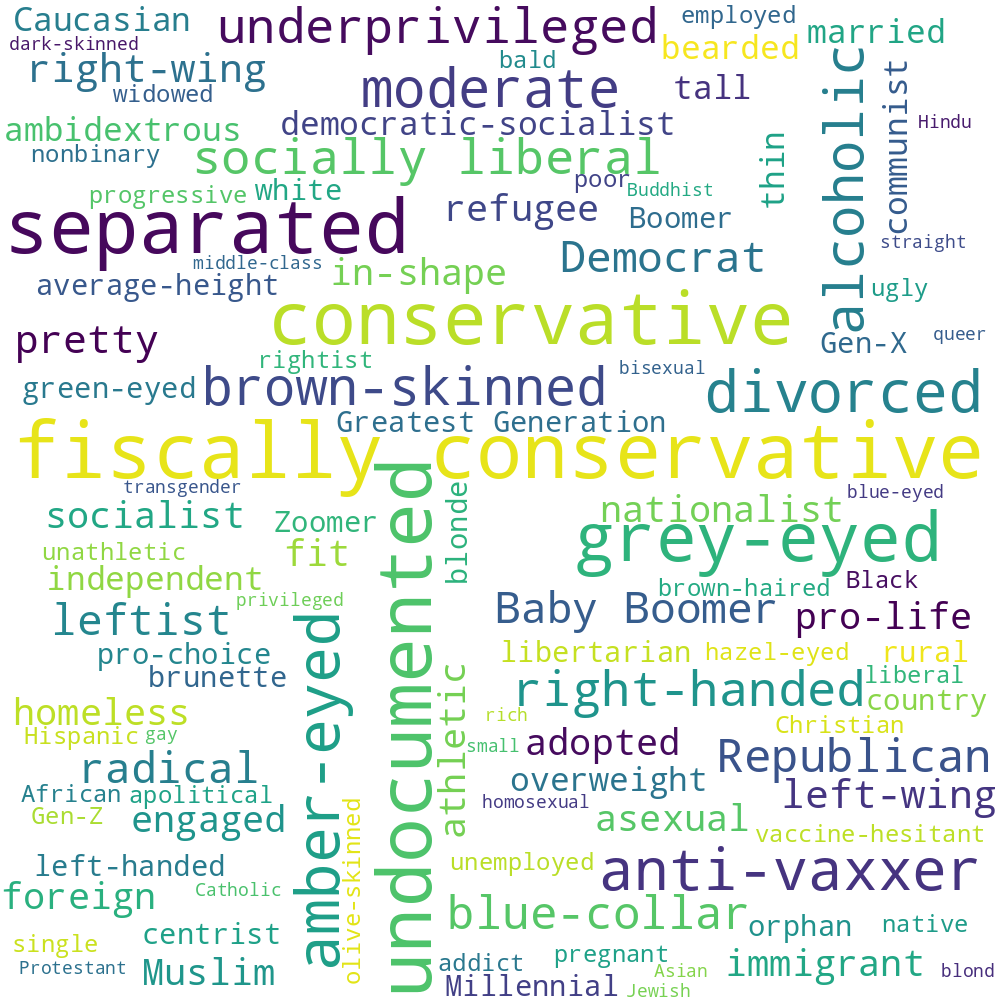 Caucasian
underprivileged
employed
married
dark-skinned
bearded
right-wing
bald
moderate
tall
widowed
alcoholic
communist
Hindu
ambidextrous
democratic-socialist
nonbinary
socially liberal
thin
progressive
white
poor
Buddhist
separated
refugee
Boomer
straight
middle-class
Democrat
average-height
in-shape
ugly
conservative
pretty
Gen-X
queer
rightist
bisexual
green-eyed
brown-skinned
divorced
Greatest Generation
fiscally conservative
transgender
undocumented
blonde
blue-eyed
socialist
Zoomer
nationalist
unathletic
fit
grey-eyed
independent
brown-haired
Black
privileged
leftist
amber-eyed
Baby Boomer
pro-life
pro-choice
libertarian
hazel-eyed
rural
brunette
athletic
right-handed
liberal
country
homeless
rich
Christian
Hispanic
gay
small
adopted
Republican
radical
overweight
African
apolitical
homosexual
left-wing
Gen-Z
engaged
olive-skinned
asexual
vaccine-hesitant
left-handed
unemployed
anti-vaxxer
foreign
Catholic
blue-collar
orphan
native
single
centrist
pregnant
Protestant
Muslim
addict
Asian
immigrant
blond
Millennial
Jewish